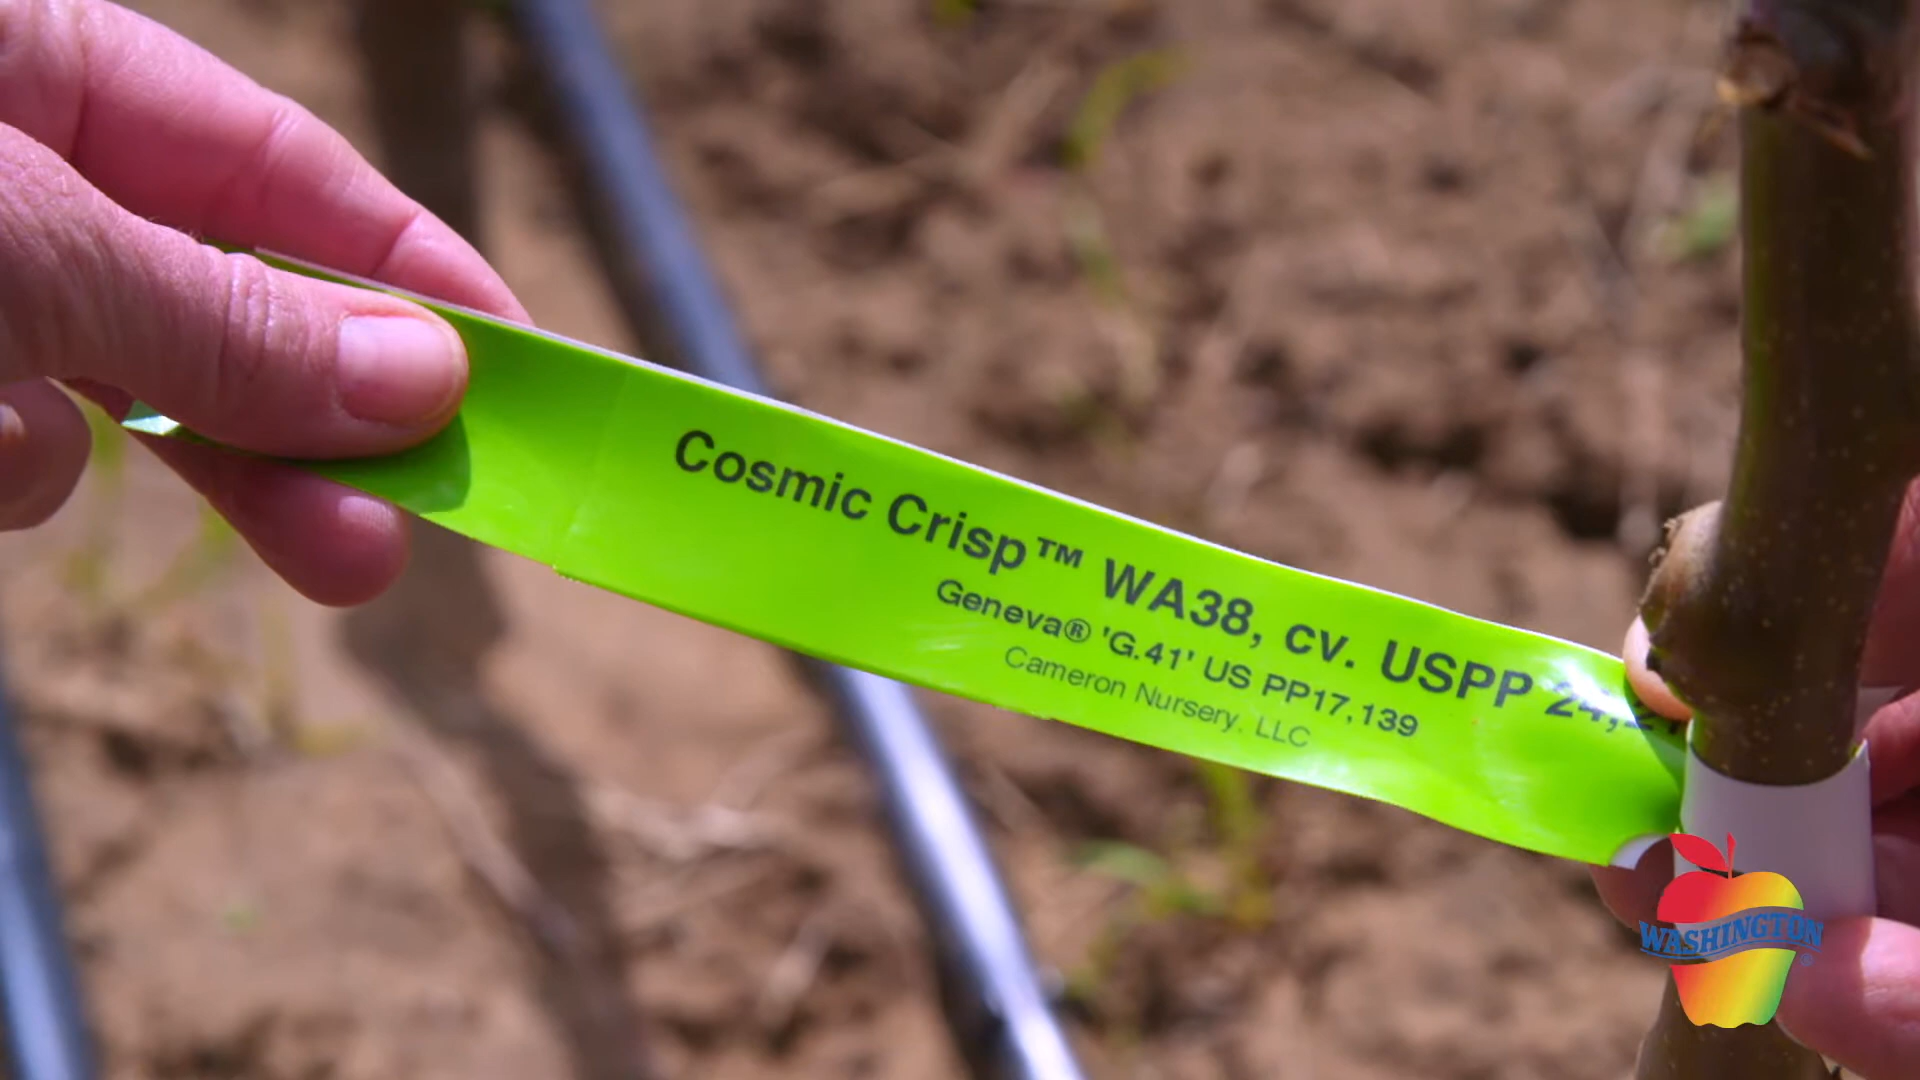 Cosmic Crisp™ WA38, cv. USPP
Geneva® 'G.41' US PP17,139
Cameron Nursery. LLC
WASHINGTON
®